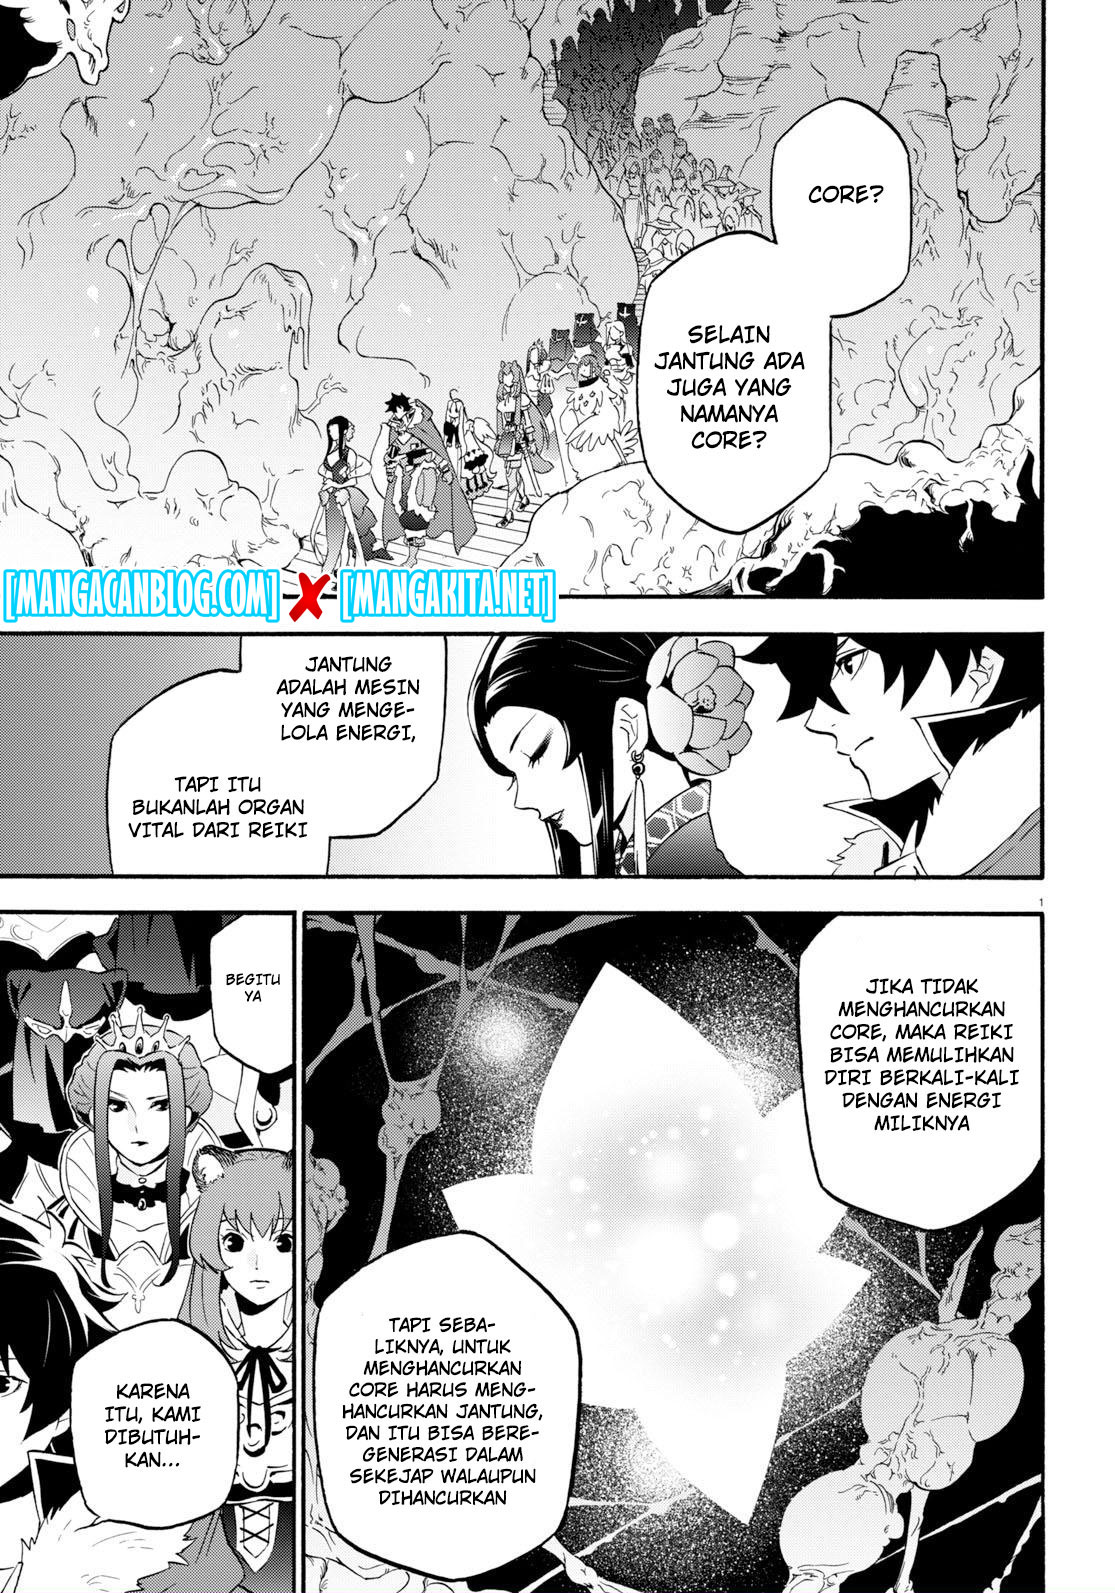 CORE?
SELAIN
JANTUNG ADA
JUGA YANG
NAMANYA
CORE?
[MANGACANBLOG.COM] X [MANGAKITA.NET]
JANTUNG
ADALAH MESIN
YANG MENGE-
LOLA ENERGI,
TAPI ITU
BUKANLAH ORGAN
VITAL DARI REIKI
1
JIKA TIDAK
MENGHANCURKAN
CORE, MAKA REIKI
BISA MEMULIHKAN
DIRI BERKALI-KALI
DENGAN ENERGI
MILIKNYA
TAPI SEBA-
LIKNYA, UNTUK
MENGHANCURKAN
CORE HARUS MENG-
HANCURKAN JANTUNG,
DAN ITU BISA BERE-
GENERASI DALAM
SEKEJAP WALAUPUN
DIHANCURKAN
BEGITU
YA
KARENA
ITU, KAMI
DIBUTUH-
KAN...